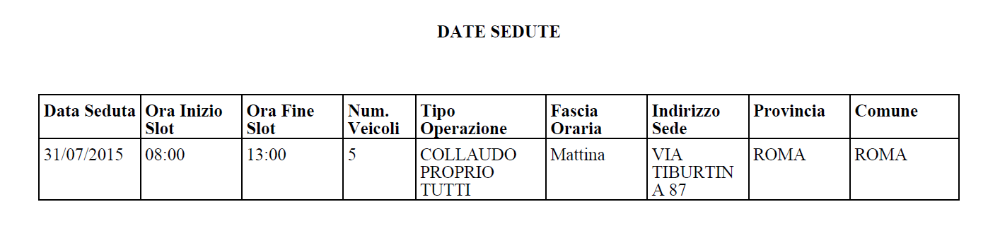 DATE SEDUTE
Data Seduta Ora Inizio Ora Fine Num. Tipo Fascia Indirizzo Provincia Comune
Slot Slot Veicoli Operazione Oraria Sede
31/07/2015 08:00 13:00 5 COLLAUDO Mattina VIA ROMA ROMA
PROPRIO TIBURTIN
TUTTI A 87